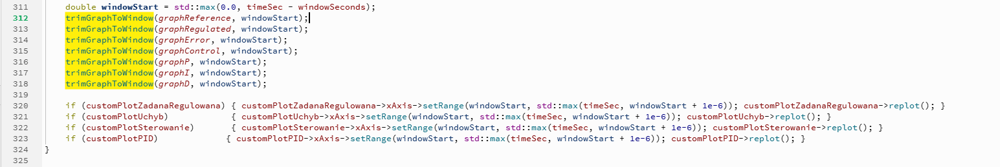 311 double windowStart = std::max(0.0, timeSec - windowSeconds);
312 trimGraphToWindow(graphReference, windowStart);
313 trimGraphToWindow(graphRegulated, windowStart);
314 trimGraphToWindow(graphError, windowStart);
315 trimGraphToWindow(graphControl, windowStart);
316 trimGraphToWindow(graphP, windowStart);
317 trimGraphToWindow(graphI, windowStart);
318 trimGraphToWindow(graphD, windowStart);
319
320 if (customPlotZadanaRegulowana) { customPlotZadanaRegulowana->xAxis->setRange(windowStart, std::max(timeSec, windowStart + 1e-6)); customPlotZadanaRegulowana->replot(); }
321 if (customPlotUchyb) { customPlotUchyb->xAxis->setRange(windowStart, std::max(timeSec, windowStart + 1e-6)); customPlotUchyb->replot(); }
322 if (customPlotSterowanie) { customPlotSterowanie->xAxis->setRange(windowStart, std::max(timeSec, windowStart + 1e-6)); customPlotSterowanie->replot(); }
323 if (customPlotPID) { customPlotPID->xAxis->setRange(windowStart, std::max(timeSec, windowStart + 1e-6)); customPlotPID->replot(); }
324 }
325